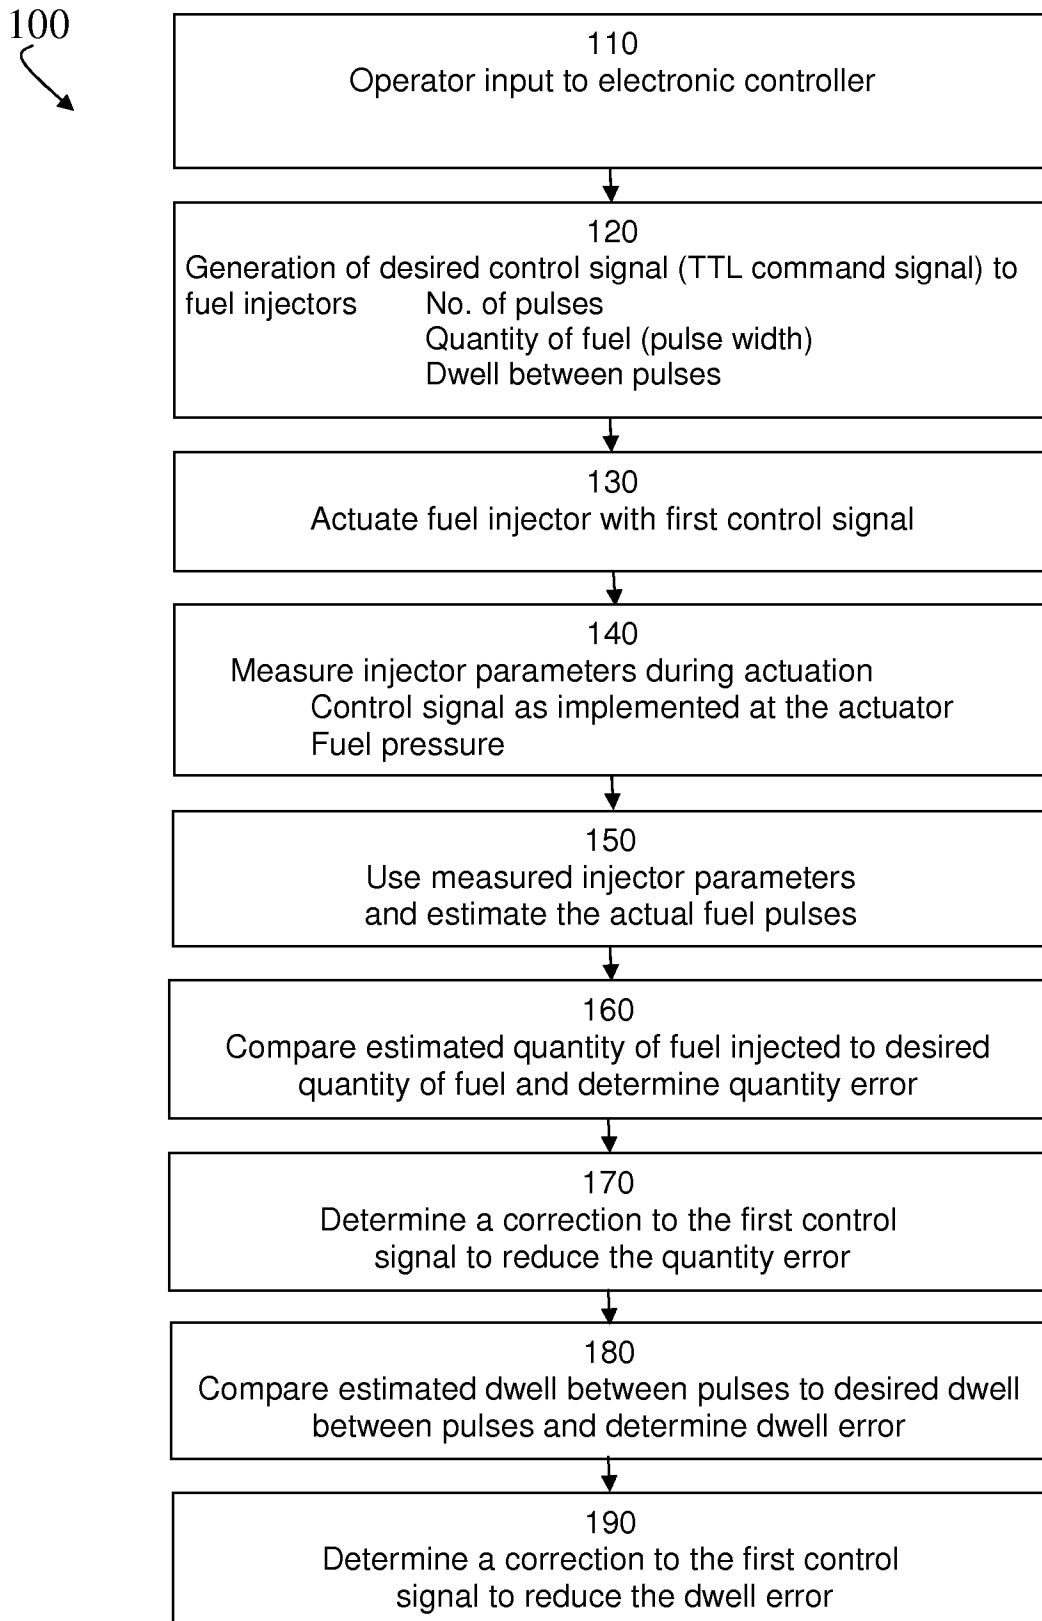 100
110
Operator input to electronic controller
120
Generation of desired control signal (TTL command signal) to
fuel injectors No. of pulses
Quantity of fuel (pulse width)
Dwell between pulses
130
Actuate fuel injector with first control signal
140
Measure injector parameters during actuation
Control signal as implemented at the actuator
Fuel pressure
150
Use measured injector parameters
and estimate the actual fuel pulses
160
Compare estimated quantity of fuel injected to desired
quantity of fuel and determine quantity error
170
Determine a correction to the first control
signal to reduce the quantity error
180
Compare estimated dwell between pulses to desired dwell
between pulses and determine dwell error
190
Determine a correction to the first control
signal to reduce the dwell error